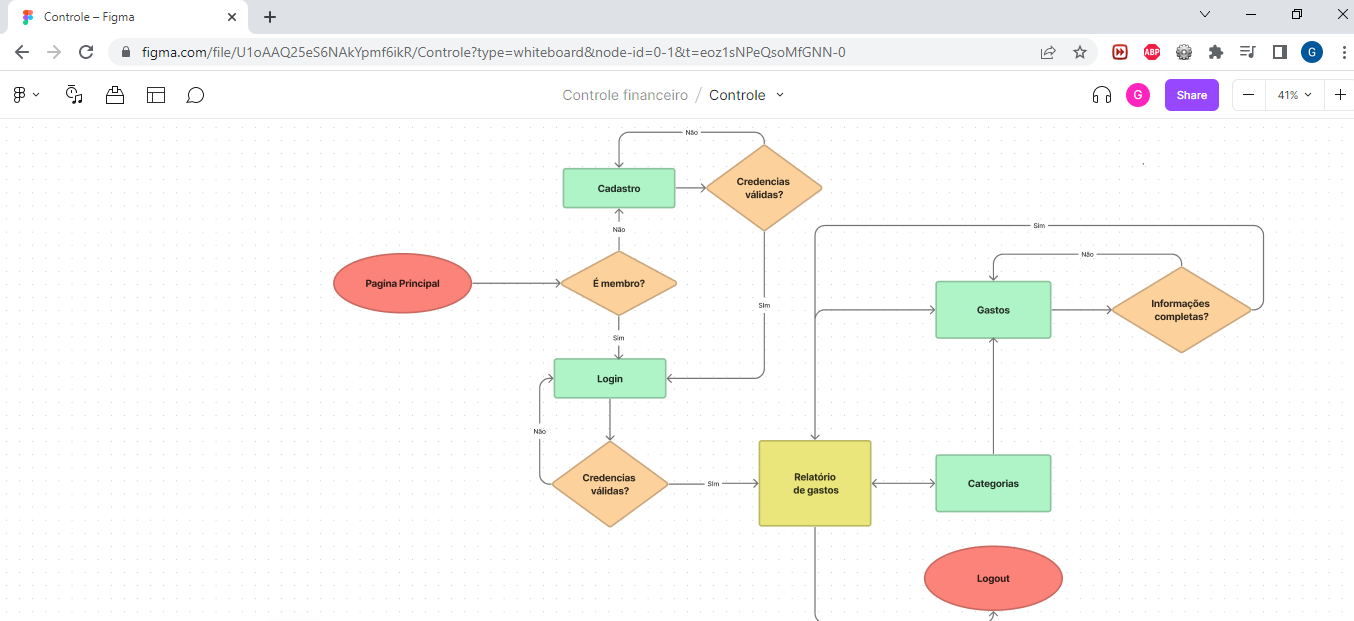 Controle – Figma
figma.com/file/U1oAAQ25eS6NAkYpmf6ikR/Controle?type=whiteboard&node-id=0-1&t=eoz1sNPeQsoMfGNN-0
ABP
G
Controle financeiro / Controle
G
Share
41%
Não
Cadastro
Credencias
válidas?
Não
Sim
Pagina Principal
É membro?
Não
Gastos
Informações
completas?
Sim
Sim
Login
Não
Credencias
válidas?
Sim
Relatório
de gastos
Categorias
Logout